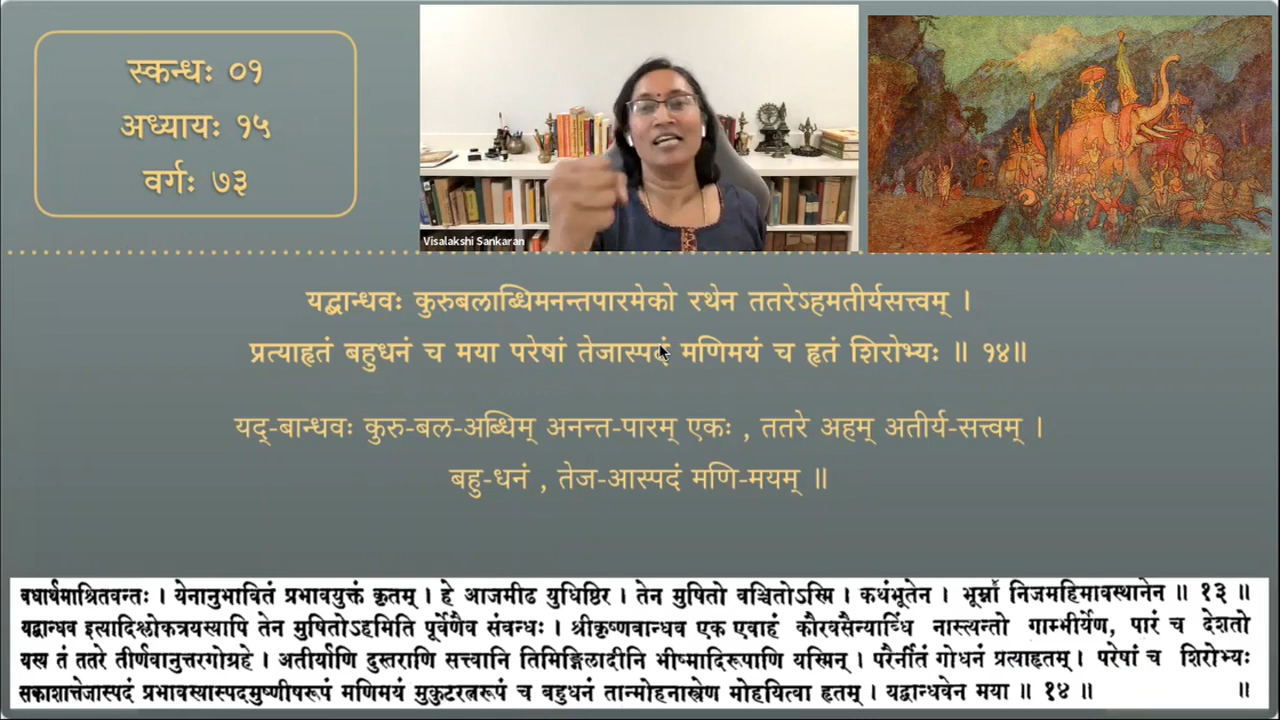 स्कन्धः ०१
अध्यायः १५
वर्गः ७३
Visalakshi Sankaran
यद्बान्धवः कुरुबलाब्धिमनन्तपारमेको रथेन ततरेऽहमतीर्यसत्त्वम् ।
प्रत्याहृतं बहुधनं च मया परेषां तेजास्पदं मणिमयं च हृतं शिरोभ्यः ॥ १४॥
यद्-बान्धवः कुरु-बल-अब्धिम् अनन्त-पारम् एकः , ततरे अहम् अतीर्य-सत्त्वम् ।
बहु-धनं , तेज-आस्पदं मणि-मयम् ॥
वधार्थमाश्रितवन्तः । येनानुभावितं प्रभावयुक्तं कृतम् । हे आजमीढ युधिष्ठिर । तेन मुषितो वञ्चितोऽस्मि । कथंभूतेन । भूम्ना निजमहिमावस्थानेन ॥ १३ ॥
यद्बान्धव इत्यादिश्लोकत्रयस्यापि तेन मुषितोऽहमिति पूर्वेणैव संबन्धः । श्रीकृष्णबान्धव एक एवाहं कौरवसैन्याब्धिं नास्त्यन्तो गाम्भीर्येण, पारं च देशतो
यस्य तं ततरे तीर्णवानुत्तरगोग्रहे । अतीर्याणि दुस्तराणि सत्त्वानि तिमिङ्गिलादीनि भीष्मादिरूपाणि यस्मिन् । परैर्नीतं गोधनं प्रत्याहृतम् । परेषां च शिरोभ्यः
सकाशात्तेजास्पदं प्रभावस्यास्पदमुष्णीषरूपं मणिमयं मुकुटरत्नरूपं च बहुधनं तान्मोहनास्त्रेण मोहयित्वा हृतम् । यद्बान्धवेन मया ॥ १४ ॥ ॥